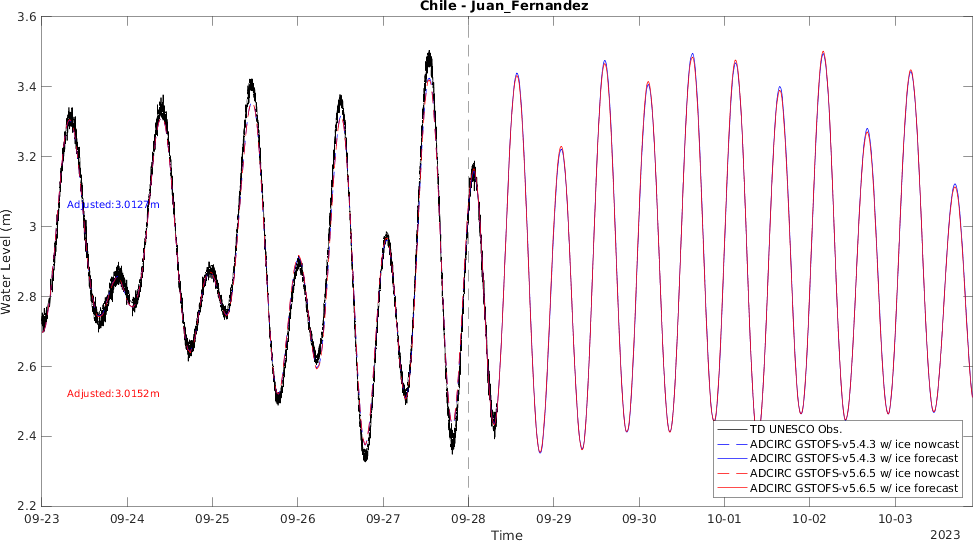 Chile - Juan_Fernandez
3.6
3.4
3.2
3
2.8
2.6
2.4
2.2
Water Level (m)
Adjusted:3.0127m
Adjusted:3.0152m
TD UNESCO Obs.
ADCIRC GSTOFS-v5.4.3 w/ ice nowcast
ADCIRC GSTOFS-v5.4.3 w/ ice forecast
ADCIRC GSTOFS-v5.6.5 w/ ice nowcast
ADCIRC GSTOFS-v5.6.5 w/ ice forecast
09-23 09-24 09-25 09-26 09-27 09-28 09-29 09-30 10-01 10-02 10-03
Time
2023